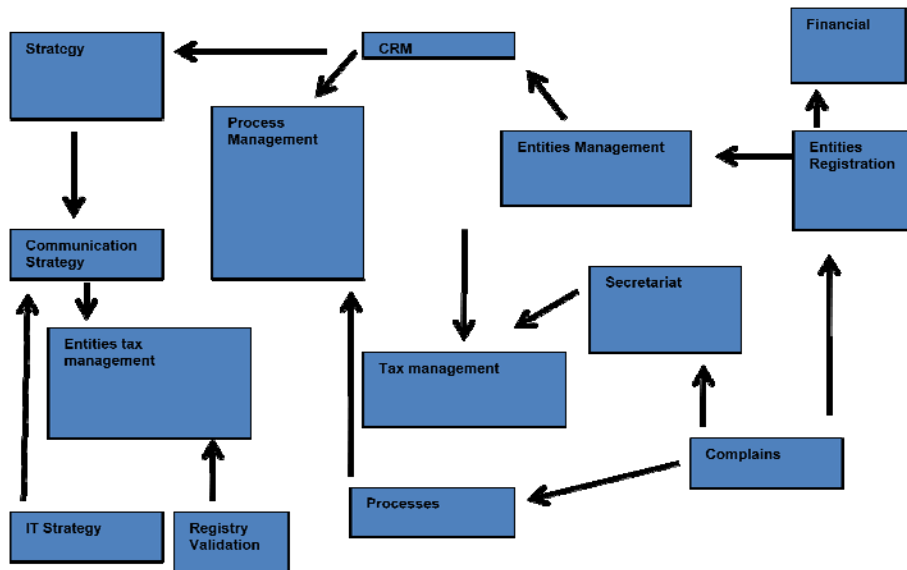 Strategy
CRM
Financial
Process
Management
Entities Management
Entities
Registration
Communication
Strategy
Secretariat
Entities tax
management
Tax management
Complains
Processes
IT Strategy
Registry
Validation